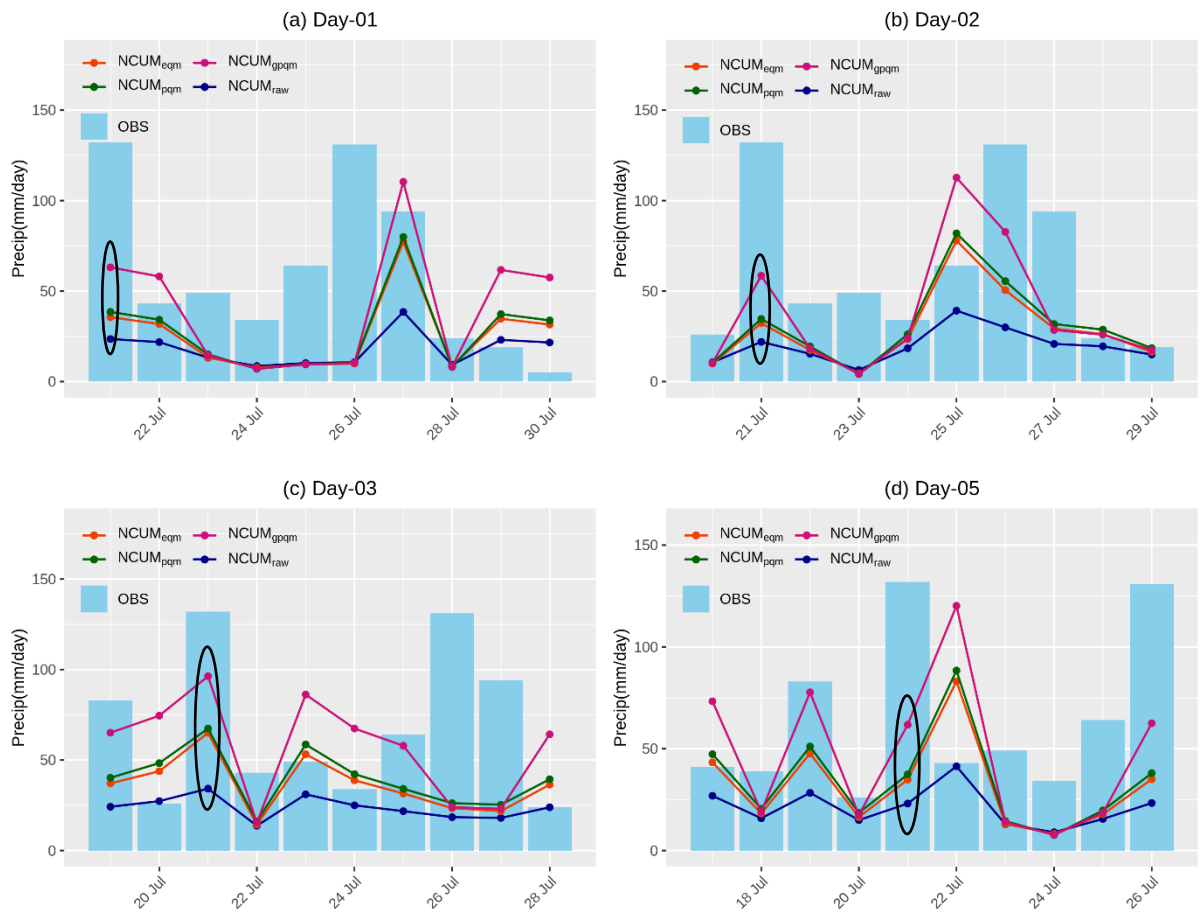 (a) Day-01
NCUMeqm NCUMgpqm
NCUMpqm NCUMraw
OBS
150
100
50
0
Precip(mm/day)
22 Jul 24 Jul 26 Jul 28 Jul 30 Jul
(b) Day-02
NCUMeqm NCUMgpqm
NCUMpqm NCUMraw
OBS
150
100
50
0
Precip(mm/day)
21 Jul 23 Jul 25 Jul 27 Jul 29 Jul
(c) Day-03
NCUMeqm NCUMgpqm
NCUMpqm NCUMraw
OBS
150
100
50
0
Precip(mm/day)
20 Jul 22 Jul 24 Jul 26 Jul 28 Jul
(d) Day-05
NCUMeqm NCUMgpqm
NCUMpqm NCUMraw
OBS
150
100
50
0
Precip(mm/day)
18 Jul 20 Jul 22 Jul 24 Jul 26 Jul